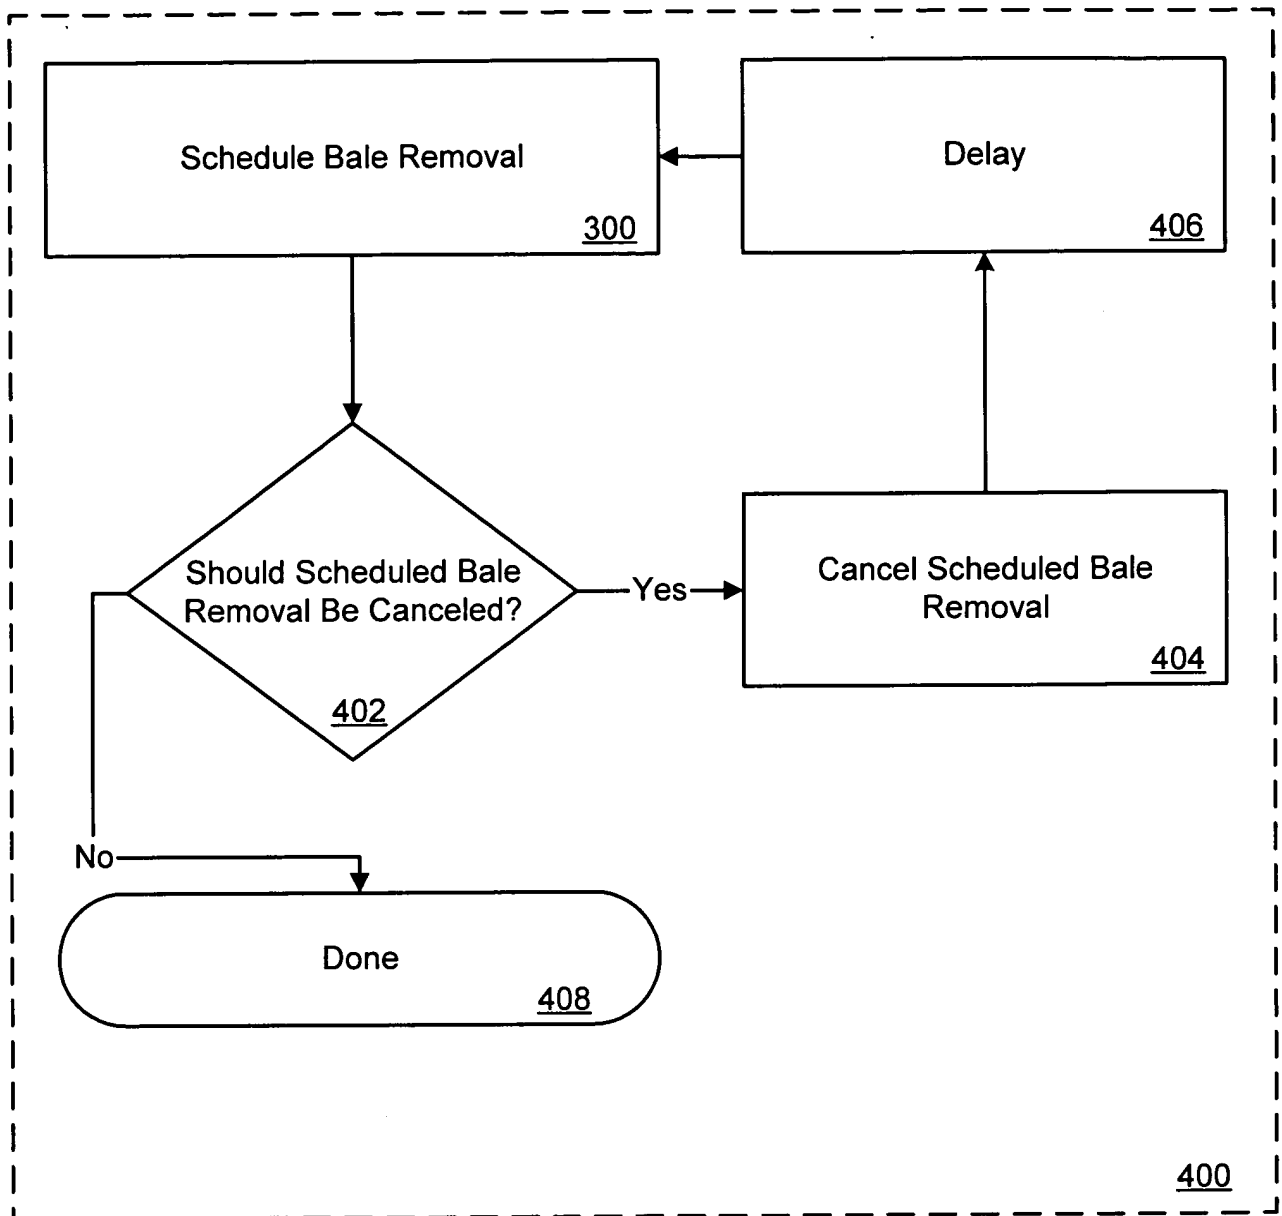 Schedule Bale Removal
300
Delay
406
Should Scheduled Bale
Removal Be Canceled?
402
Yes
Cancel Scheduled Bale
Removal
404
No
Done
408
400